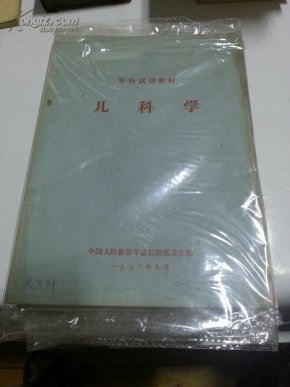 军医试用教材
儿科学
中国人民解放军总后勤部卫生部
一九七三年九月